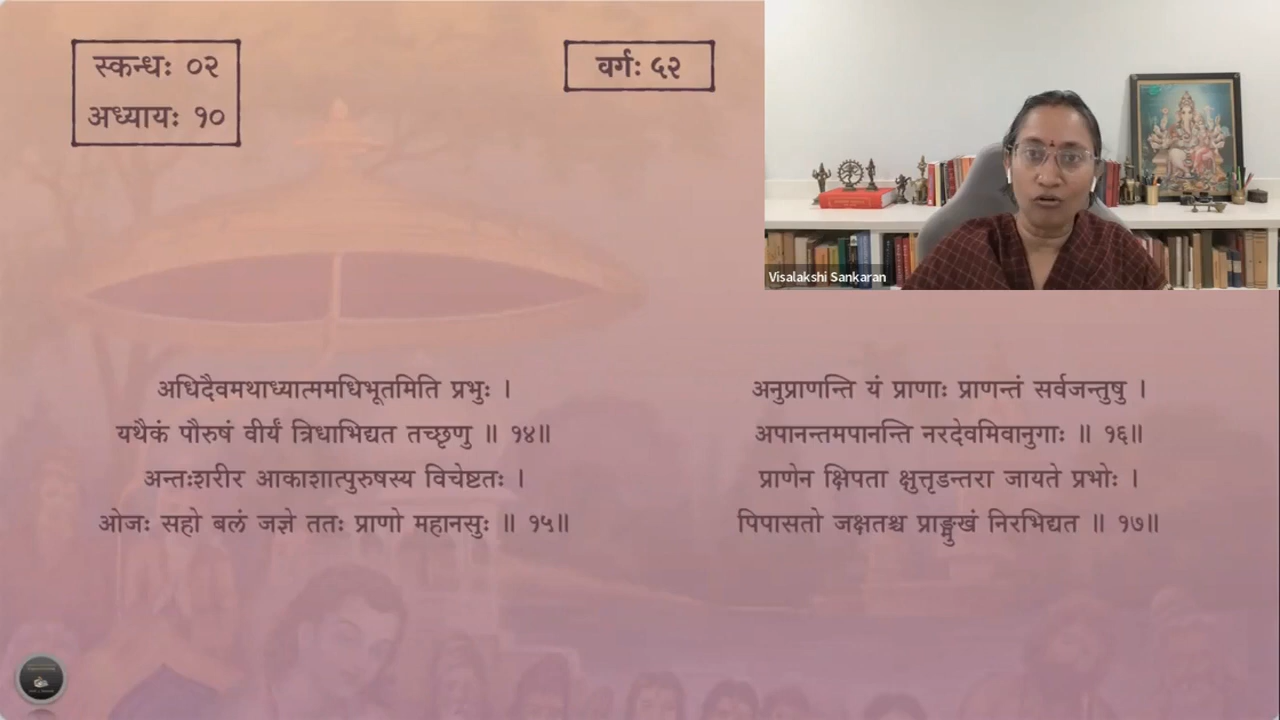 स्कन्धः ०२
अध्यायः १०
वर्गः ५२
Visalakshi Sankaran
अधिदैवमथाध्यात्ममधिभूतमिति प्रभुः ।
यथैकं पौरुषं वीर्यं त्रिधाभिद्यत तच्छृणु ॥ १४॥
अन्तःशरीर आकाशात्पुरुषस्य विचेष्टतः ।
ओजः सहो बलं जज्ञे ततः प्राणो महानसुः ॥ १५॥
अनुप्राणन्ति यं प्राणाः प्राणन्तं सर्वजन्तुषु ।
अपानन्तमपानन्ति नरदेवमिवानुगाः ॥ १६॥
प्राणेन क्षिपता क्षुत्तृडन्तरा जायते प्रभोः ।
पिपासतो जक्षतश्च प्राङ्मुखं निरभिद्यत ॥ १७॥